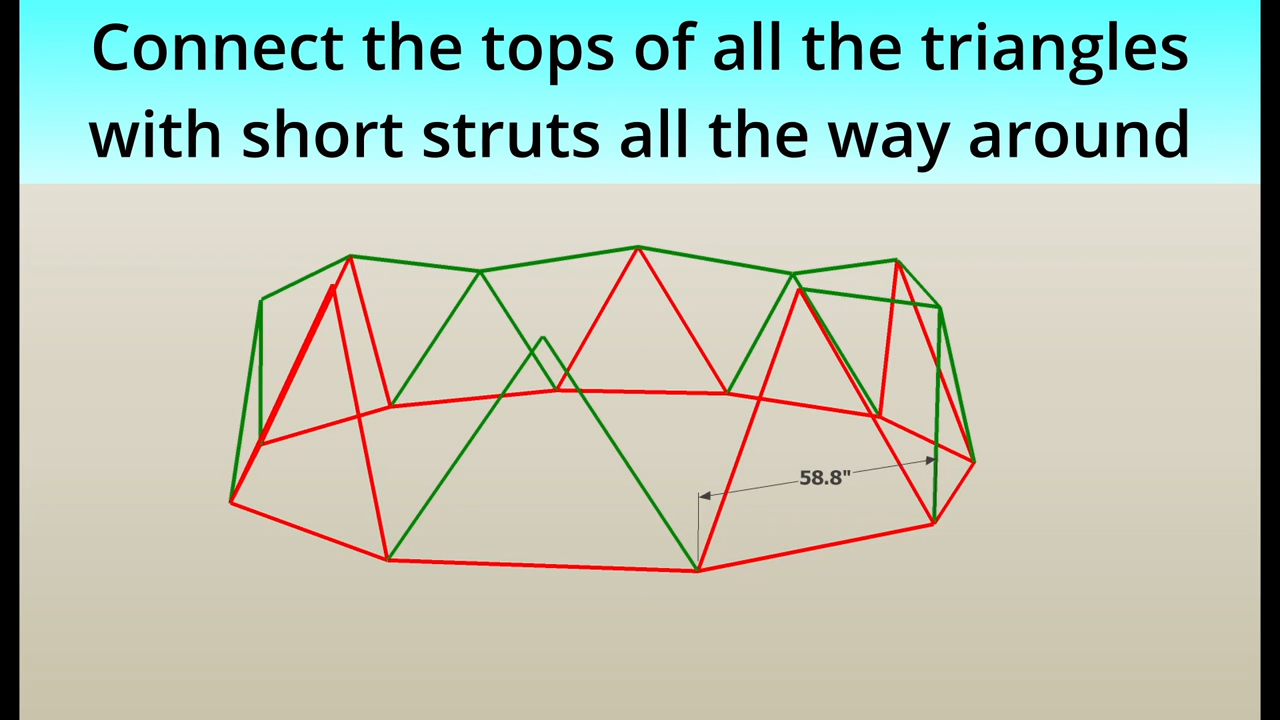 Connect the tops of all the triangles
with short struts all the way around
58.8"